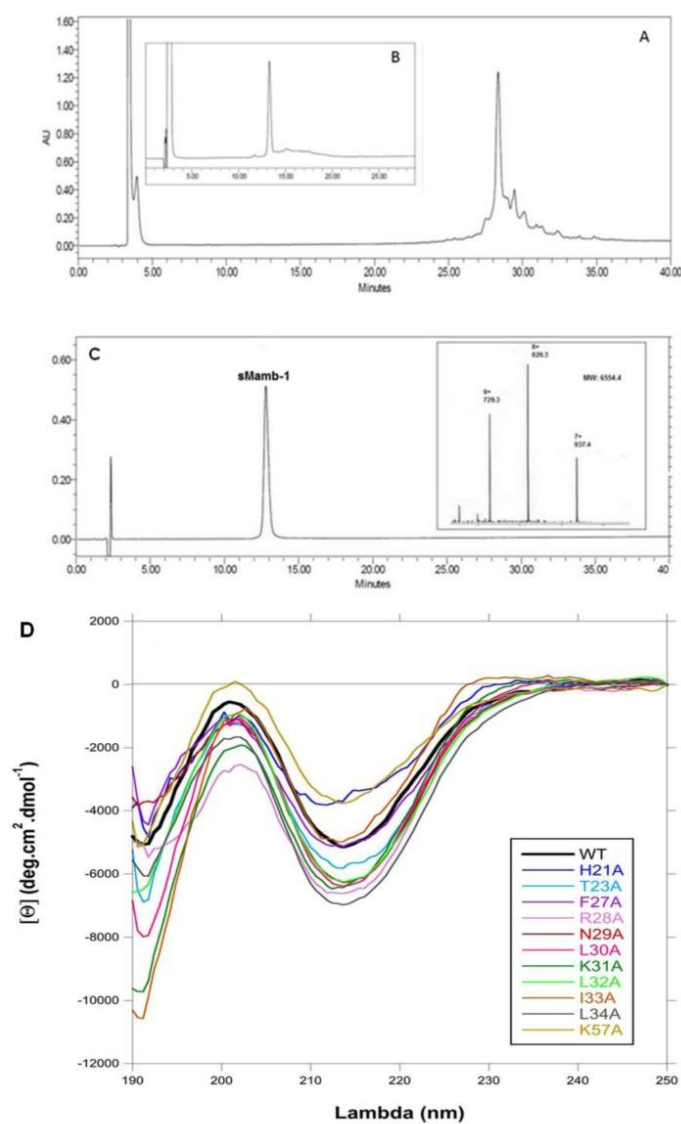 A
1.60
1.40
1.20
1.00
0.80
0.60
0.40
0.20
0.00
AU
B
0.00
5.00
10.00
15.00
20.00
25.00
0.00 5.00 10.00 15.00 20.00 25.00 30.00 35.00 40.00
Minutes
C
sMamb-1
0.60
0.40
0.20
0.00
8+
820.3
9+
729.3
7+
937.4
MW: 6554.4
0.00 5.00 10.00 15.00 20.00 25.00 30.00 35.00 40
Minutes
D
2000
0
-2000
-4000
-6000
-8000
-10000
-12000
[Θ] (deg.cm².dmol⁻¹)
WT
H21A
T23A
F27A
R28A
N29A
L30A
K31A
L32A
I33A
L34A
K57A
190 200 210 220 230 240 250
Lambda (nm)